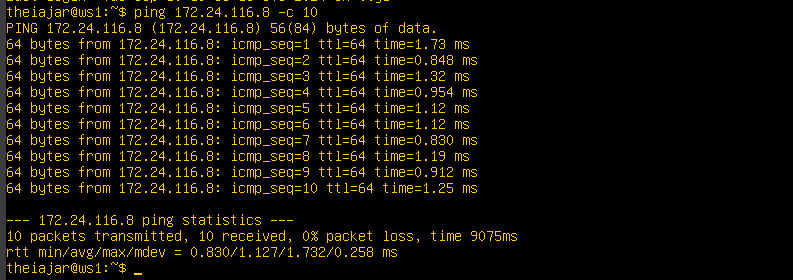 theiajar@ws1:~$ ping 172.24.116.8 -c 10
PING 172.24.116.8 (172.24.116.8) 56(84) bytes of data.
64 bytes from 172.24.116.8: icmp_seq=1 ttl=64 time=1.73 ms
64 bytes from 172.24.116.8: icmp_seq=2 ttl=64 time=0.848 ms
64 bytes from 172.24.116.8: icmp_seq=3 ttl=64 time=1.32 ms
64 bytes from 172.24.116.8: icmp_seq=4 ttl=64 time=0.954 ms
64 bytes from 172.24.116.8: icmp_seq=5 ttl=64 time=1.12 ms
64 bytes from 172.24.116.8: icmp_seq=6 ttl=64 time=1.12 ms
64 bytes from 172.24.116.8: icmp_seq=7 ttl=64 time=0.830 ms
64 bytes from 172.24.116.8: icmp_seq=8 ttl=64 time=1.19 ms
64 bytes from 172.24.116.8: icmp_seq=9 ttl=64 time=0.912 ms
64 bytes from 172.24.116.8: icmp_seq=10 ttl=64 time=1.25 ms
--- 172.24.116.8 ping statistics ---
10 packets transmitted, 10 received, 0% packet loss, time 9075ms
rtt min/avg/max/mdev = 0.830/1.127/1.732/0.258 ms
theiajar@ws1:~$ _